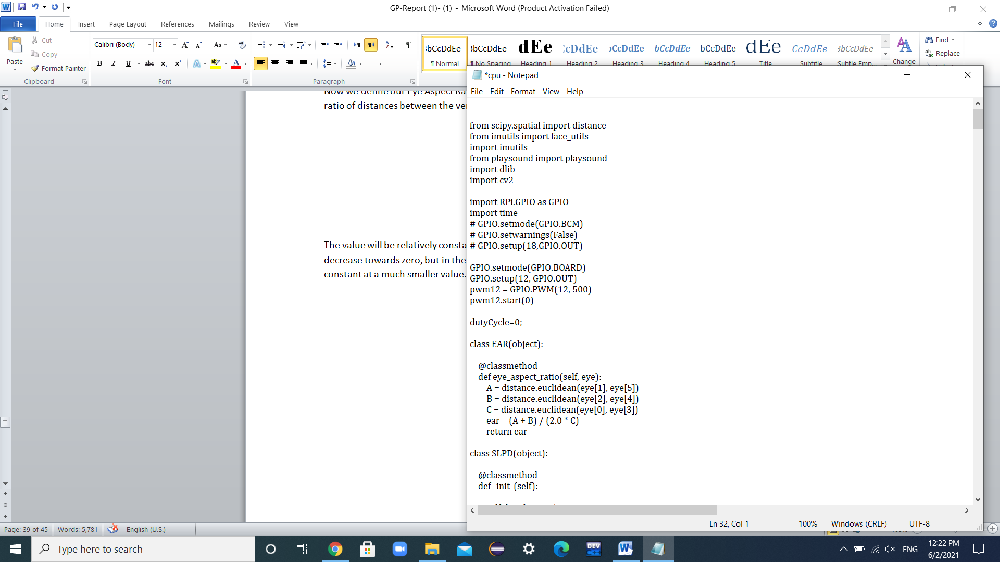 GP-Report (1)- (1) - Microsoft Word (Product Activation Failed)
File Home Insert Page Layout References Mailings Review View
Paste
Cut
Copy
Format Painter
Clipboard
Calibri (Body) 12
Font
Paragraph
¶ Normal
¶ No Spacing
Heading 1
Heading 2
Heading 3
Heading 4
Heading 5
Title
Subtitle
Subtle Emp...
Change
Find
Replace
Now we define our Eye Aspect Ra
ratio of distances between the ver
The value will be relatively consta
decrease towards zero, but in the
constant at a much smaller value.
*cpu - Notepad
File Edit Format View Help
from scipy.spatial import distance
from imutils import face_utils
import imutils
from playsound import playsound
import dlib
import cv2
import RPi.GPIO as GPIO
import time
# GPIO.setmode(GPIO.BCM)
# GPIO.setwarnings(False)
# GPIO.setup(18,GPIO.OUT)
GPIO.setmode(GPIO.BOARD)
GPIO.setup(12, GPIO.OUT)
pwm12 = GPIO.PWM(12, 500)
pwm12.start(0)
dutyCycle=0;
class EAR(object):
@classmethod
def eye_aspect_ratio(self, eye):
A = distance.euclidean(eye[1], eye[5])
B = distance.euclidean(eye[2], eye[4])
C = distance.euclidean(eye[0], eye[3])
ear = (A + B) / (2.0 * C)
return ear
class SLPD(object):
@classmethod
def _init_(self):
Ln 32, Col 1 100% Windows (CRLF) UTF-8
Page: 39 of 45 Words: 5,781 English (U.S.)
Type here to search
DEV C++
ENG
12:22 PM
6/2/2021